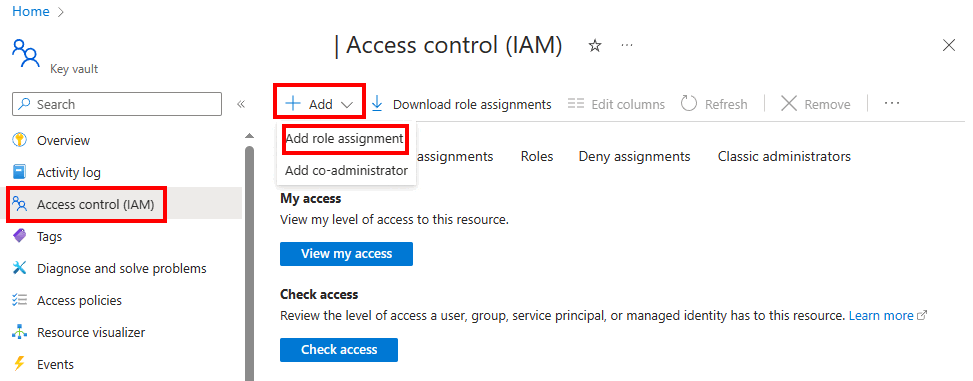 Home
| Access control (IAM)
Key vault
Search
Add
Download role assignments
Edit columns
Refresh
Remove
Add role assignment
Add co-administrator
assignments
Roles
Deny assignments
Classic administrators
Overview
Activity log
Access control (IAM)
Tags
Diagnose and solve problems
Access policies
Resource visualizer
Events
My access
View my level of access to this resource.
View my access
Check access
Review the level of access a user, group, service principal, or managed identity has to this resource. Learn more
Check access